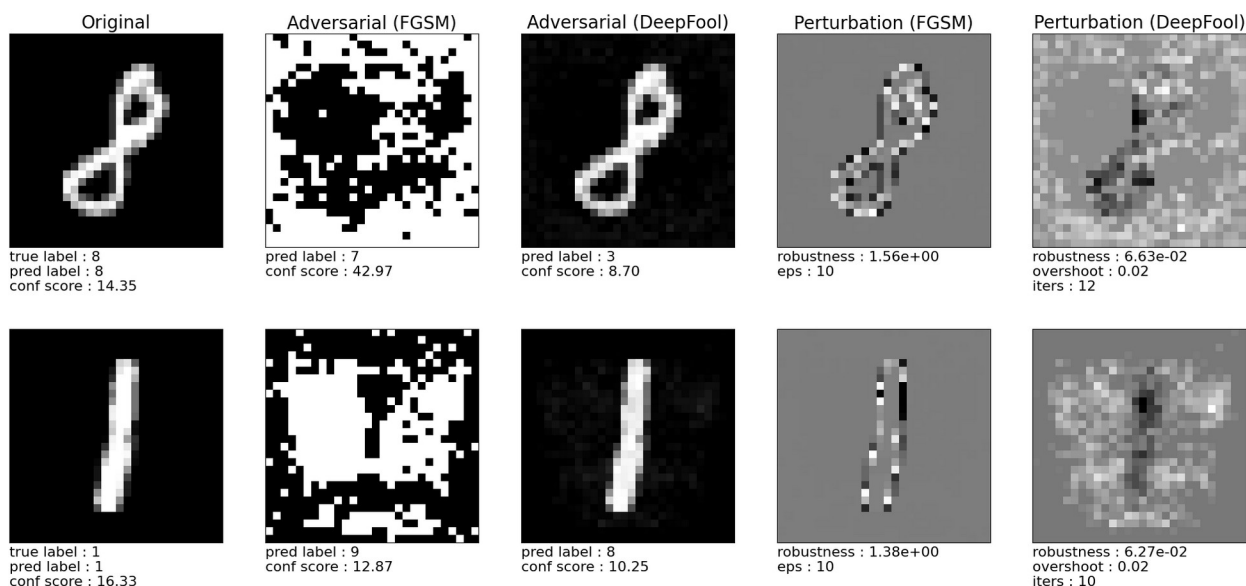 Original
Adversarial (FGSM)
Adversarial (DeepFool)
Perturbation (FGSM)
Perturbation (DeepFool)
true label : 8
pred label : 8
conf score : 14.35
pred label : 7
conf score : 42.97
pred label : 3
conf score : 8.70
robustness : 1.56e+00
eps : 10
robustness : 6.63e-02
overshoot : 0.02
iters : 12
true label : 1
pred label : 1
conf score : 16.33
pred label : 9
conf score : 12.87
pred label : 8
conf score : 10.25
robustness : 1.38e+00
eps : 10
robustness : 6.27e-02
overshoot : 0.02
iters : 10